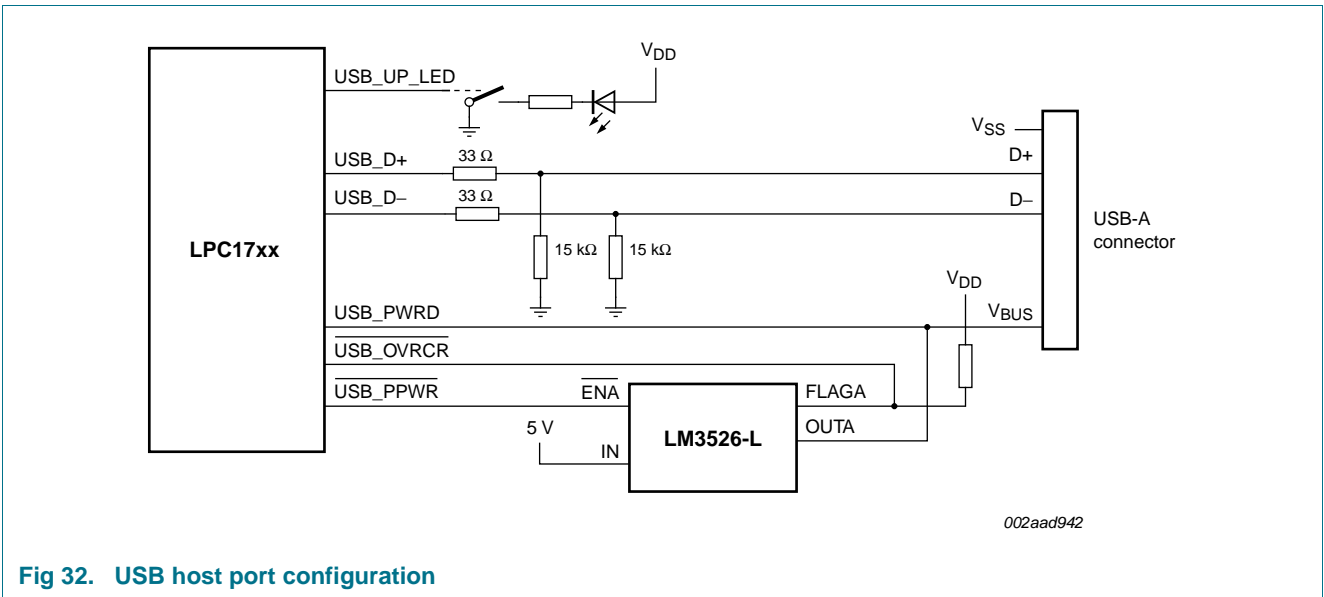 V_DD
USB_UP_LED
V_SS
USB_D+
33 Ω
D+
USB_D−
33 Ω
D−
USB-A
connector
LPC17xx
15 kΩ
15 kΩ
V_DD
USB_PWRD
V_BUS
USB_OVRCR
USB_PPWR
ENA
FLAGA
5 V
LM3526-L
OUTA
IN
002aad942
Fig 32. USB host port configuration